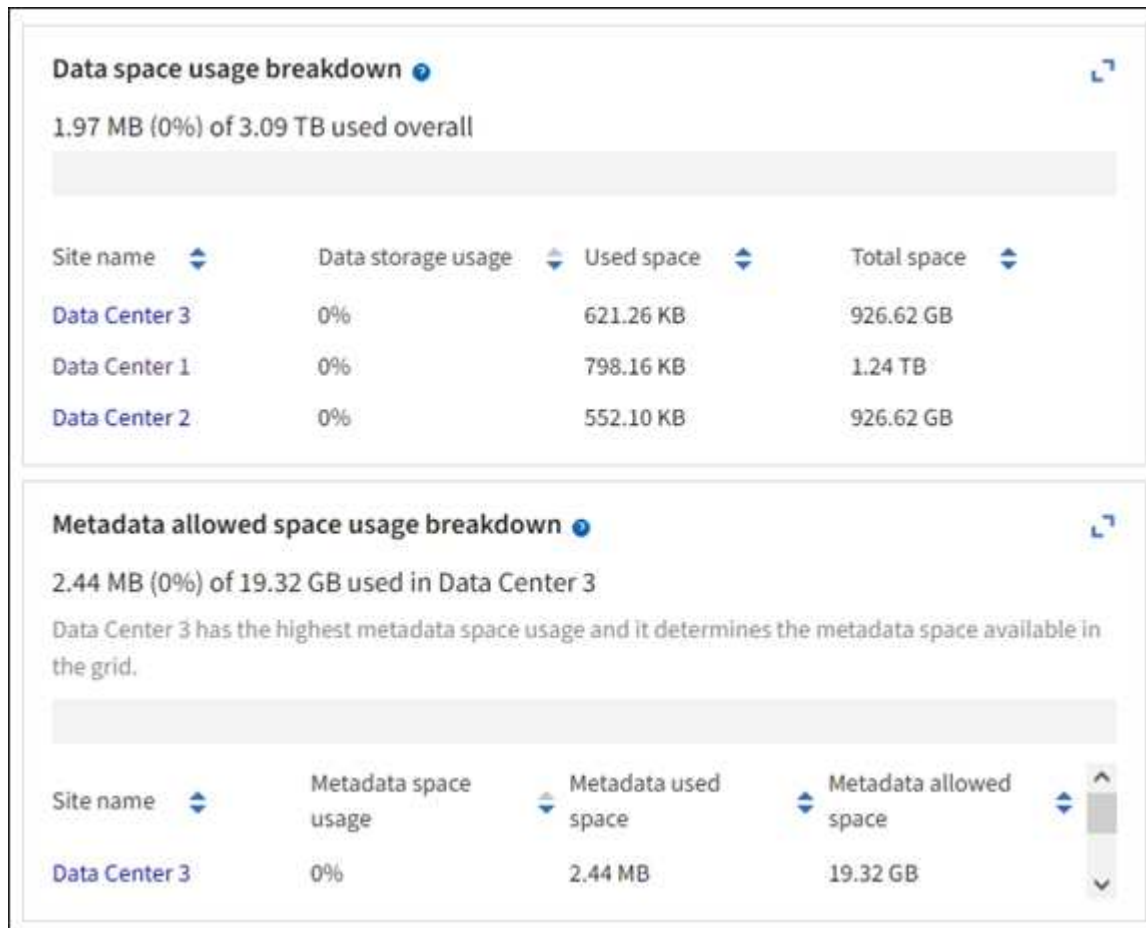 Data space usage breakdown ?
1.97 MB (0%) of 3.09 TB used overall
Site name Data storage usage Used space Total space
Data Center 3 0% 621.26 KB 926.62 GB
Data Center 1 0% 798.16 KB 1.24 TB
Data Center 2 0% 552.10 KB 926.62 GB
Metadata allowed space usage breakdown ?
2.44 MB (0%) of 19.32 GB used in Data Center 3
Data Center 3 has the highest metadata space usage and it determines the metadata space available in
the grid.
Site name Metadata space usage Metadata used space Metadata allowed space
Data Center 3 0% 2.44 MB 19.32 GB